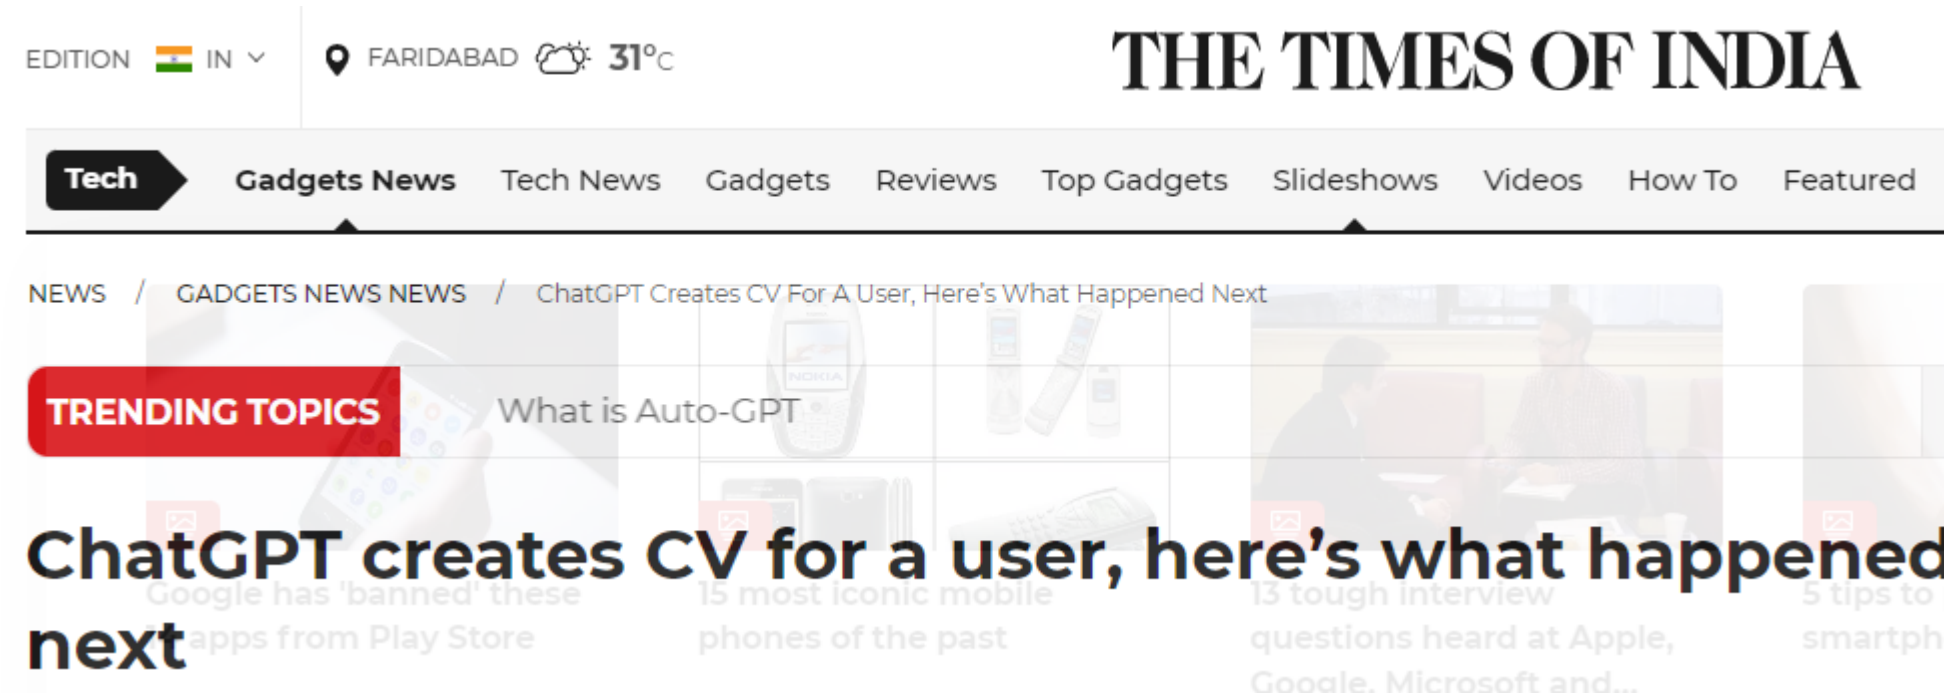 EDITION IN FARIDABAD 31°C
THE TIMES OF INDIA
Tech Gadgets News Tech News Gadgets Reviews Top Gadgets Slideshows Videos How To Featured
NEWS / GADGETS NEWS NEWS / ChatGPT Creates CV For A User, Here's What Happened Next
NOKIA
TRENDING TOPICS What is Auto-GPT
ChatGPT creates CV for a user, here’s what happened
next
Google has 'banned' these
apps from Play Store
15 most iconic mobile
phones of the past
13 tough interview
questions heard at Apple,
Google, Microsoft and...
5 tips to